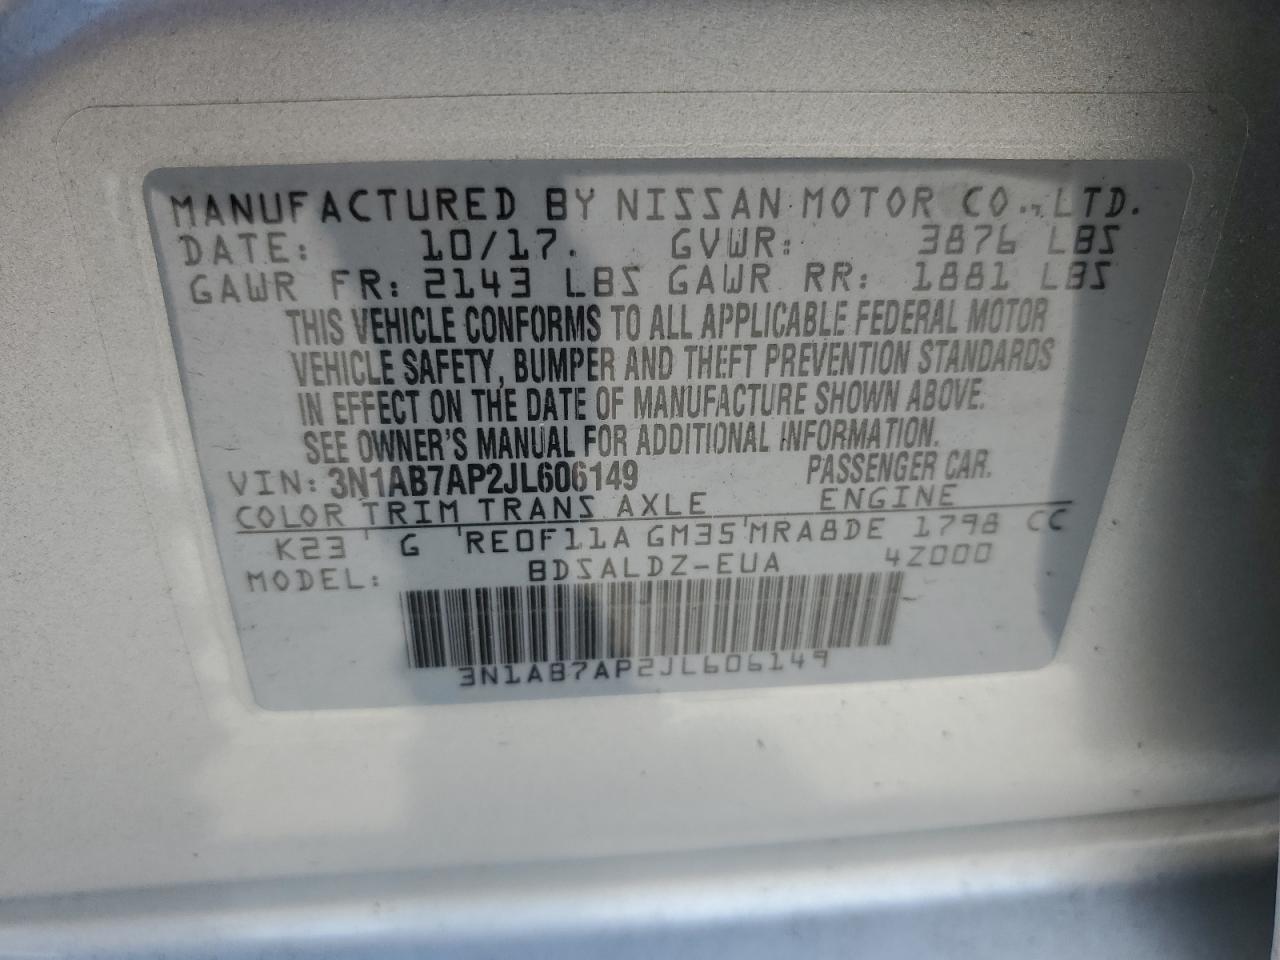 MANUFACTURED BY NISSAN MOTOR CO., LTD.
DATE: 10/17. GVWR: 3876 LBS
GAWR FR: 2143 LBS GAWR RR: 1881 LBS
THIS VEHICLE CONFORMS TO ALL APPLICABLE FEDERAL MOTOR
VEHICLE SAFETY, BUMPER AND THEFT PREVENTION STANDARDS
IN EFFECT ON THE DATE OF MANUFACTURE SHOWN ABOVE.
SEE OWNER'S MANUAL FOR ADDITIONAL INFORMATION.
VIN: 3N1AB7AP2JL606149 PASSENGER CAR.
COLOR TRIM TRANS AXLE ENGINE
K23 G RE0F11A GM35 MRA8DE 1798 CC
MODEL: BDSALDZ-EUA 4Z000
3N1AB7AP2JL606149